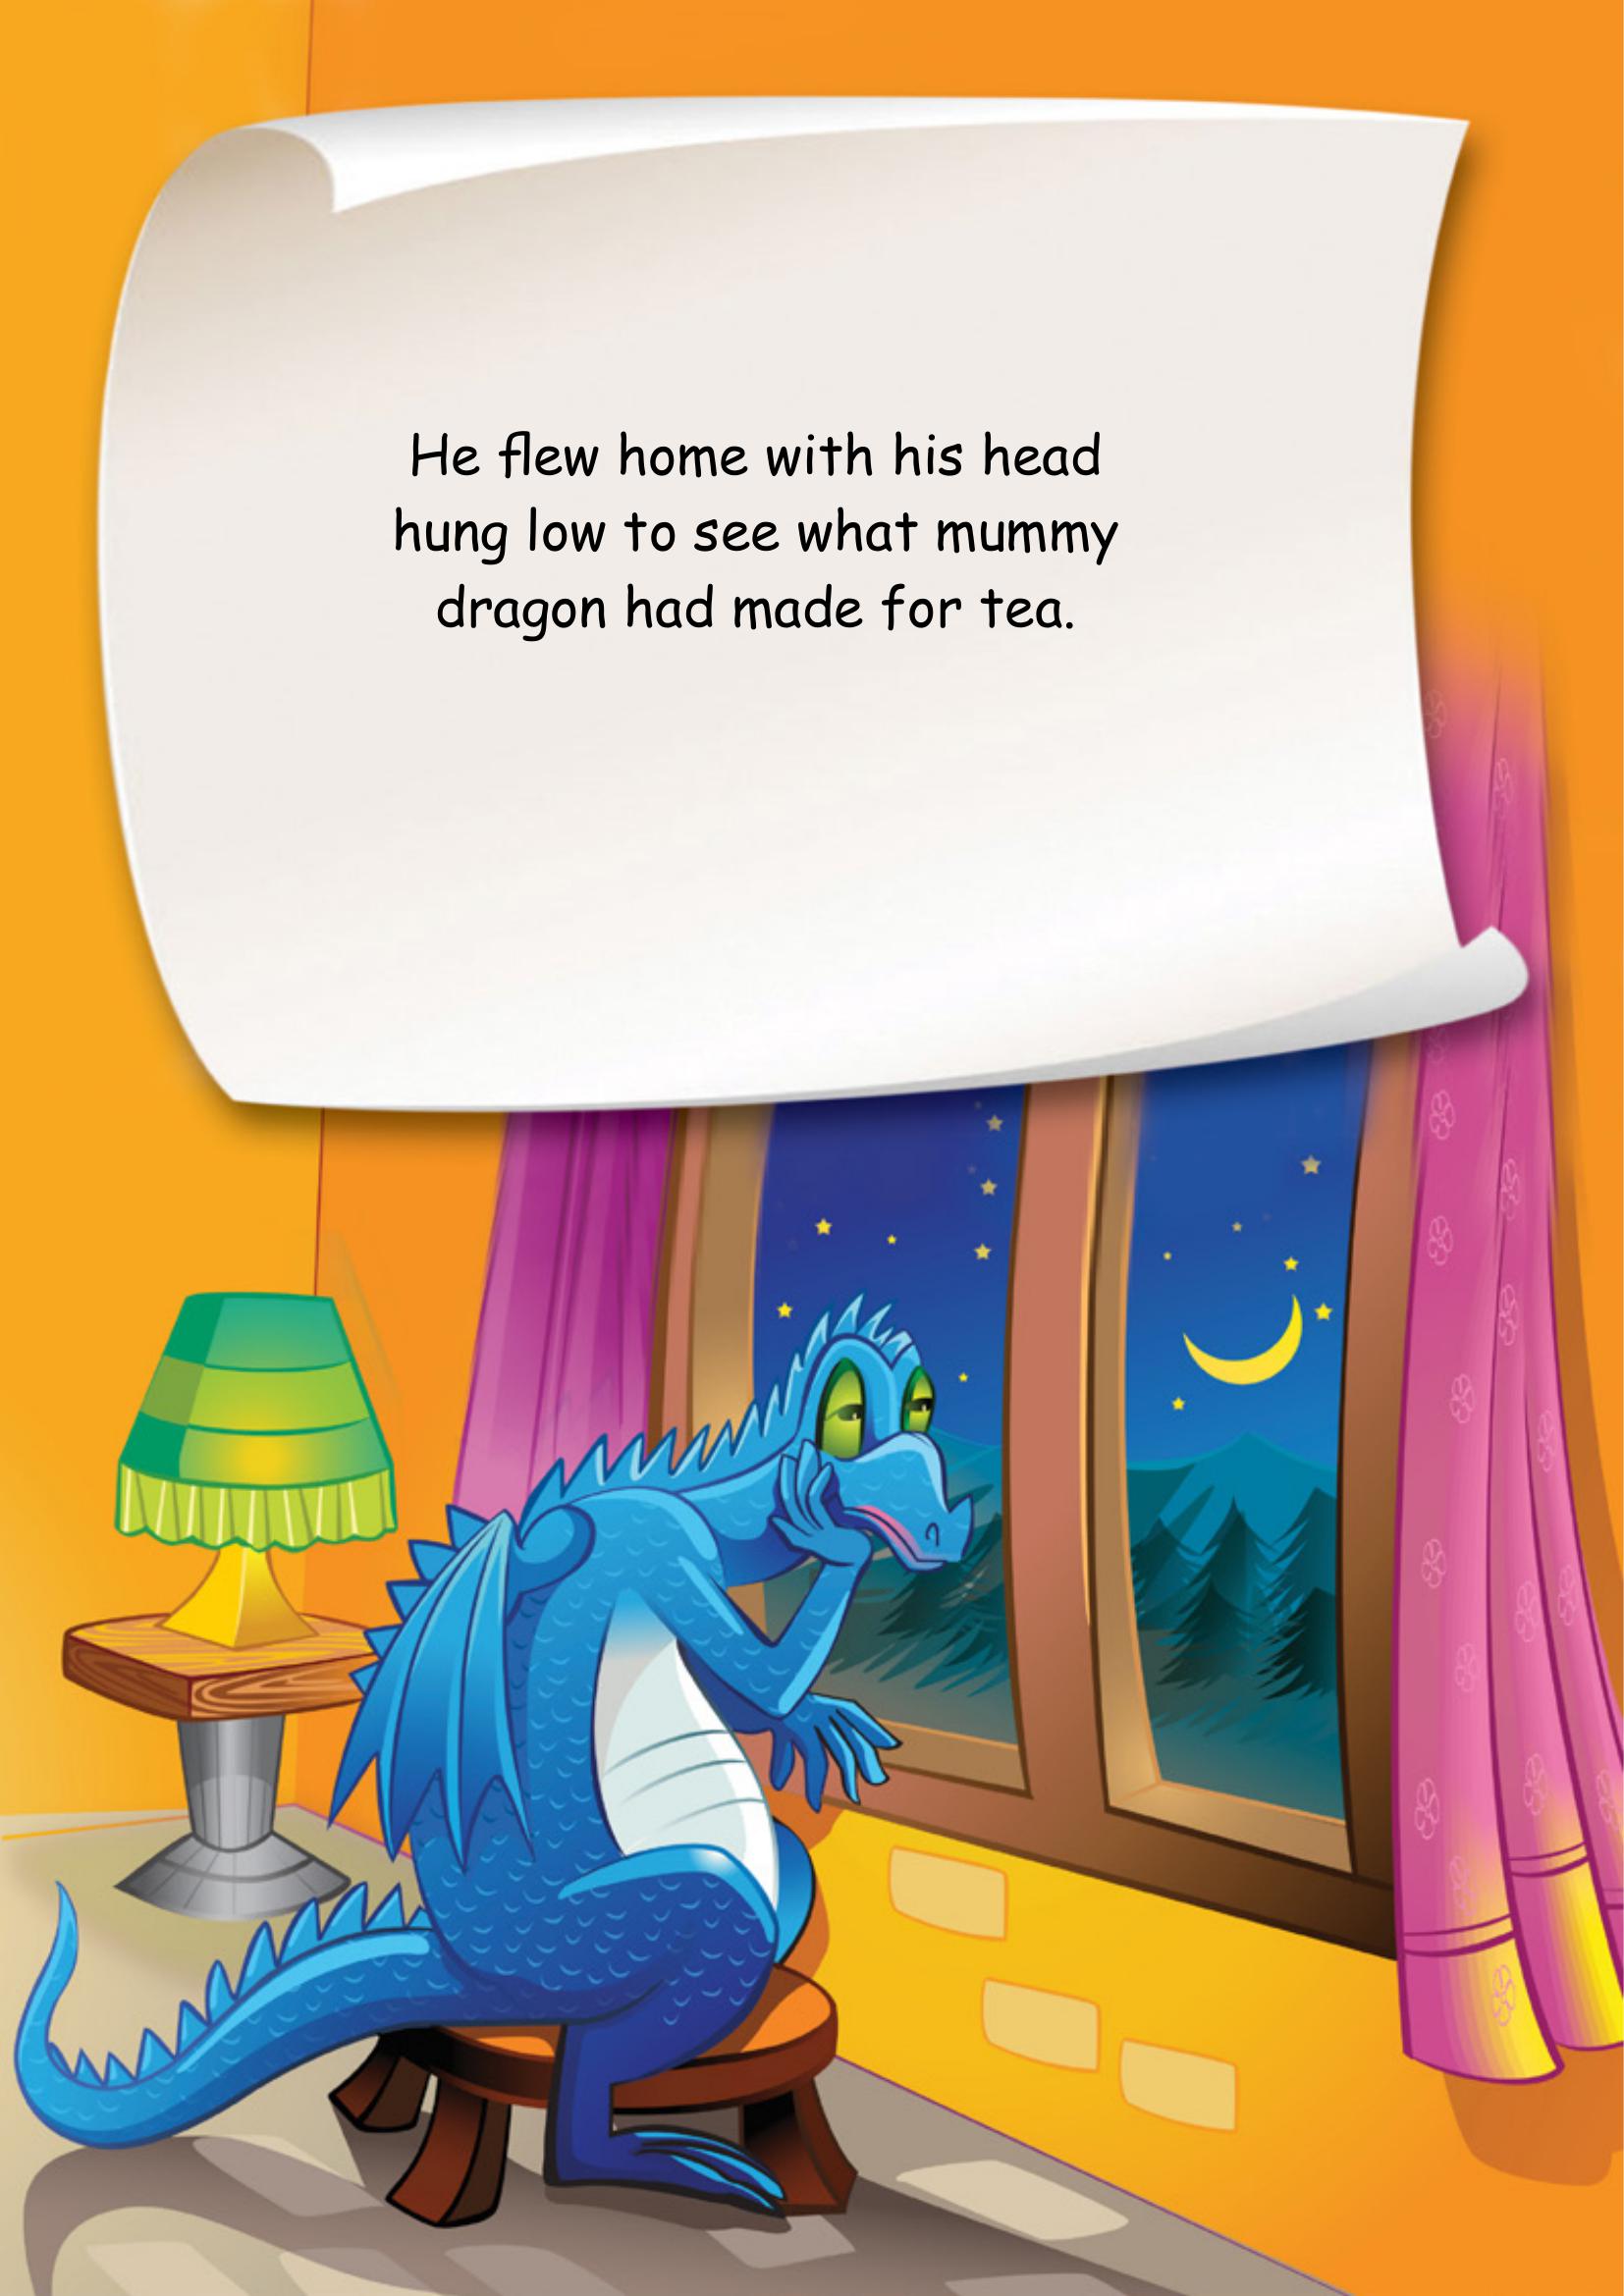 He flew home with his head
hung low to see what mummy
dragon had made for tea.